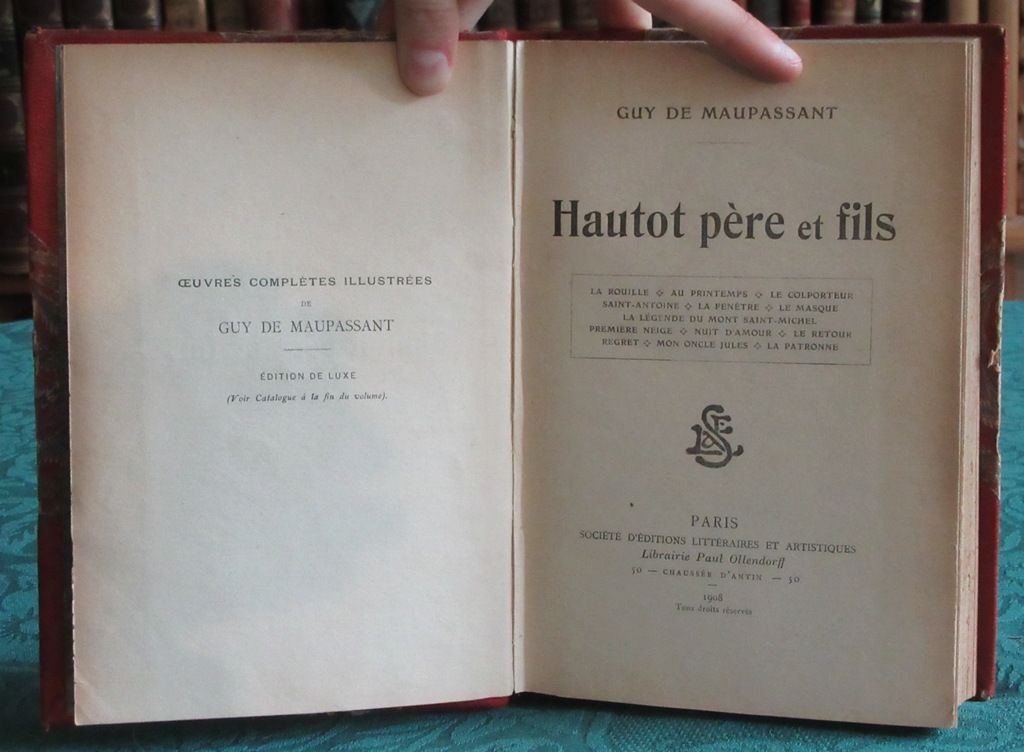 ŒUVRES COMPLÈTES ILLUSTRÉES
DE
GUY DE MAUPASSANT
ÉDITION DE LUXE
(Voir Catalogue à la fin du volume).
GUY DE MAUPASSANT
Hautot père et fils
LA ROUILLE ❖ AU PRINTEMPS ❖ LE COLPORTEUR
SAINT-ANTOINE ❖ LA FENÊTRE ❖ LE MASQUE
LA LÉGENDE DU MONT SAINT-MICHEL
PREMIÈRE NEIGE ❖ NUIT D'AMOUR ❖ LE RETOUR
REGRET ❖ MON ONCLE JULES ❖ LA PATRONNE
PARIS
SOCIÉTÉ D'ÉDITIONS LITTÉRAIRES ET ARTISTIQUES
Librairie Paul Ollendorff
50 — CHAUSSÉE D'ANTIN — 50
1908
Tous droits réservés